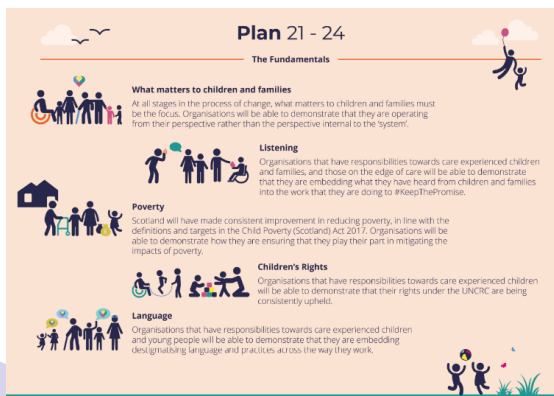 Plan 21 - 24
The Fundamentals
What matters to children and families
At all stages in the process of change, what matters to children and families must
be the focus. Organisations will be able to demonstrate that they are operating
from their perspective rather than the perspective internal to the 'system'.
Listening
Organisations that have responsibilities towards care experienced children
and families, and those on the edge of care will be able to demonstrate
that they are embedding what they have heard from children and families
into the work that they are doing to #KeepThePromise.
Poverty
Scotland will have made consistent improvement in reducing poverty, in line with the
definitions and targets in the Child Poverty (Scotland) Act 2017. Organisations will be
able to demonstrate how they are ensuring that they play their part in mitigating the
impacts of poverty.
Children's Rights
Organisations that have responsibilities towards care experienced children
will be able to demonstrate that their rights under the UNCRC are being
consistently upheld.
Language
Organisations that have responsibilities towards care experienced children
and young people will be able to demonstrate that they are embedding
destigmatising language and practices across the way they work.